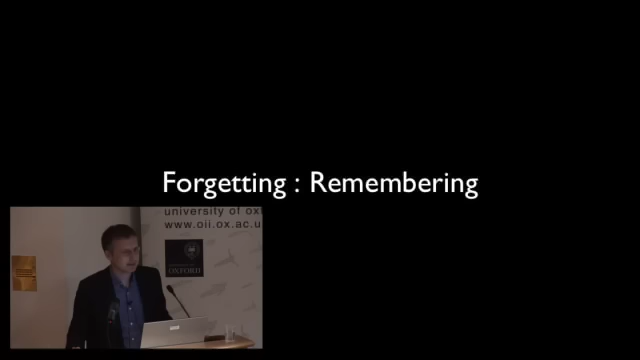 Forgetting : Remembering
university of ox
www.oii.ox.ac.u
OXFORD